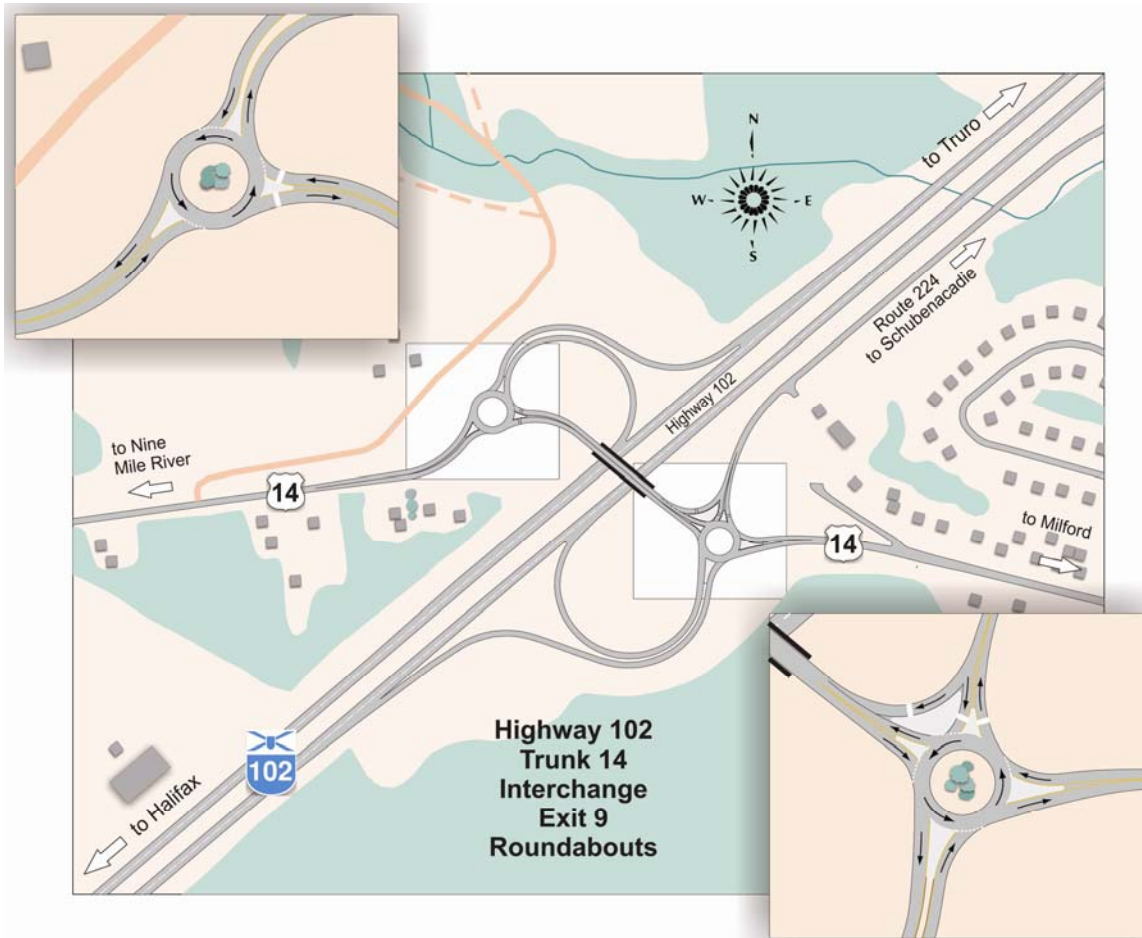 N
W
E
S
to Truro
Route 224
to Schubenacadie
Highway 102
to Nine
Mile River
14
14
to Milford
Highway 102
Trunk 14
Interchange
Exit 9
Roundabouts
102
to Halifax